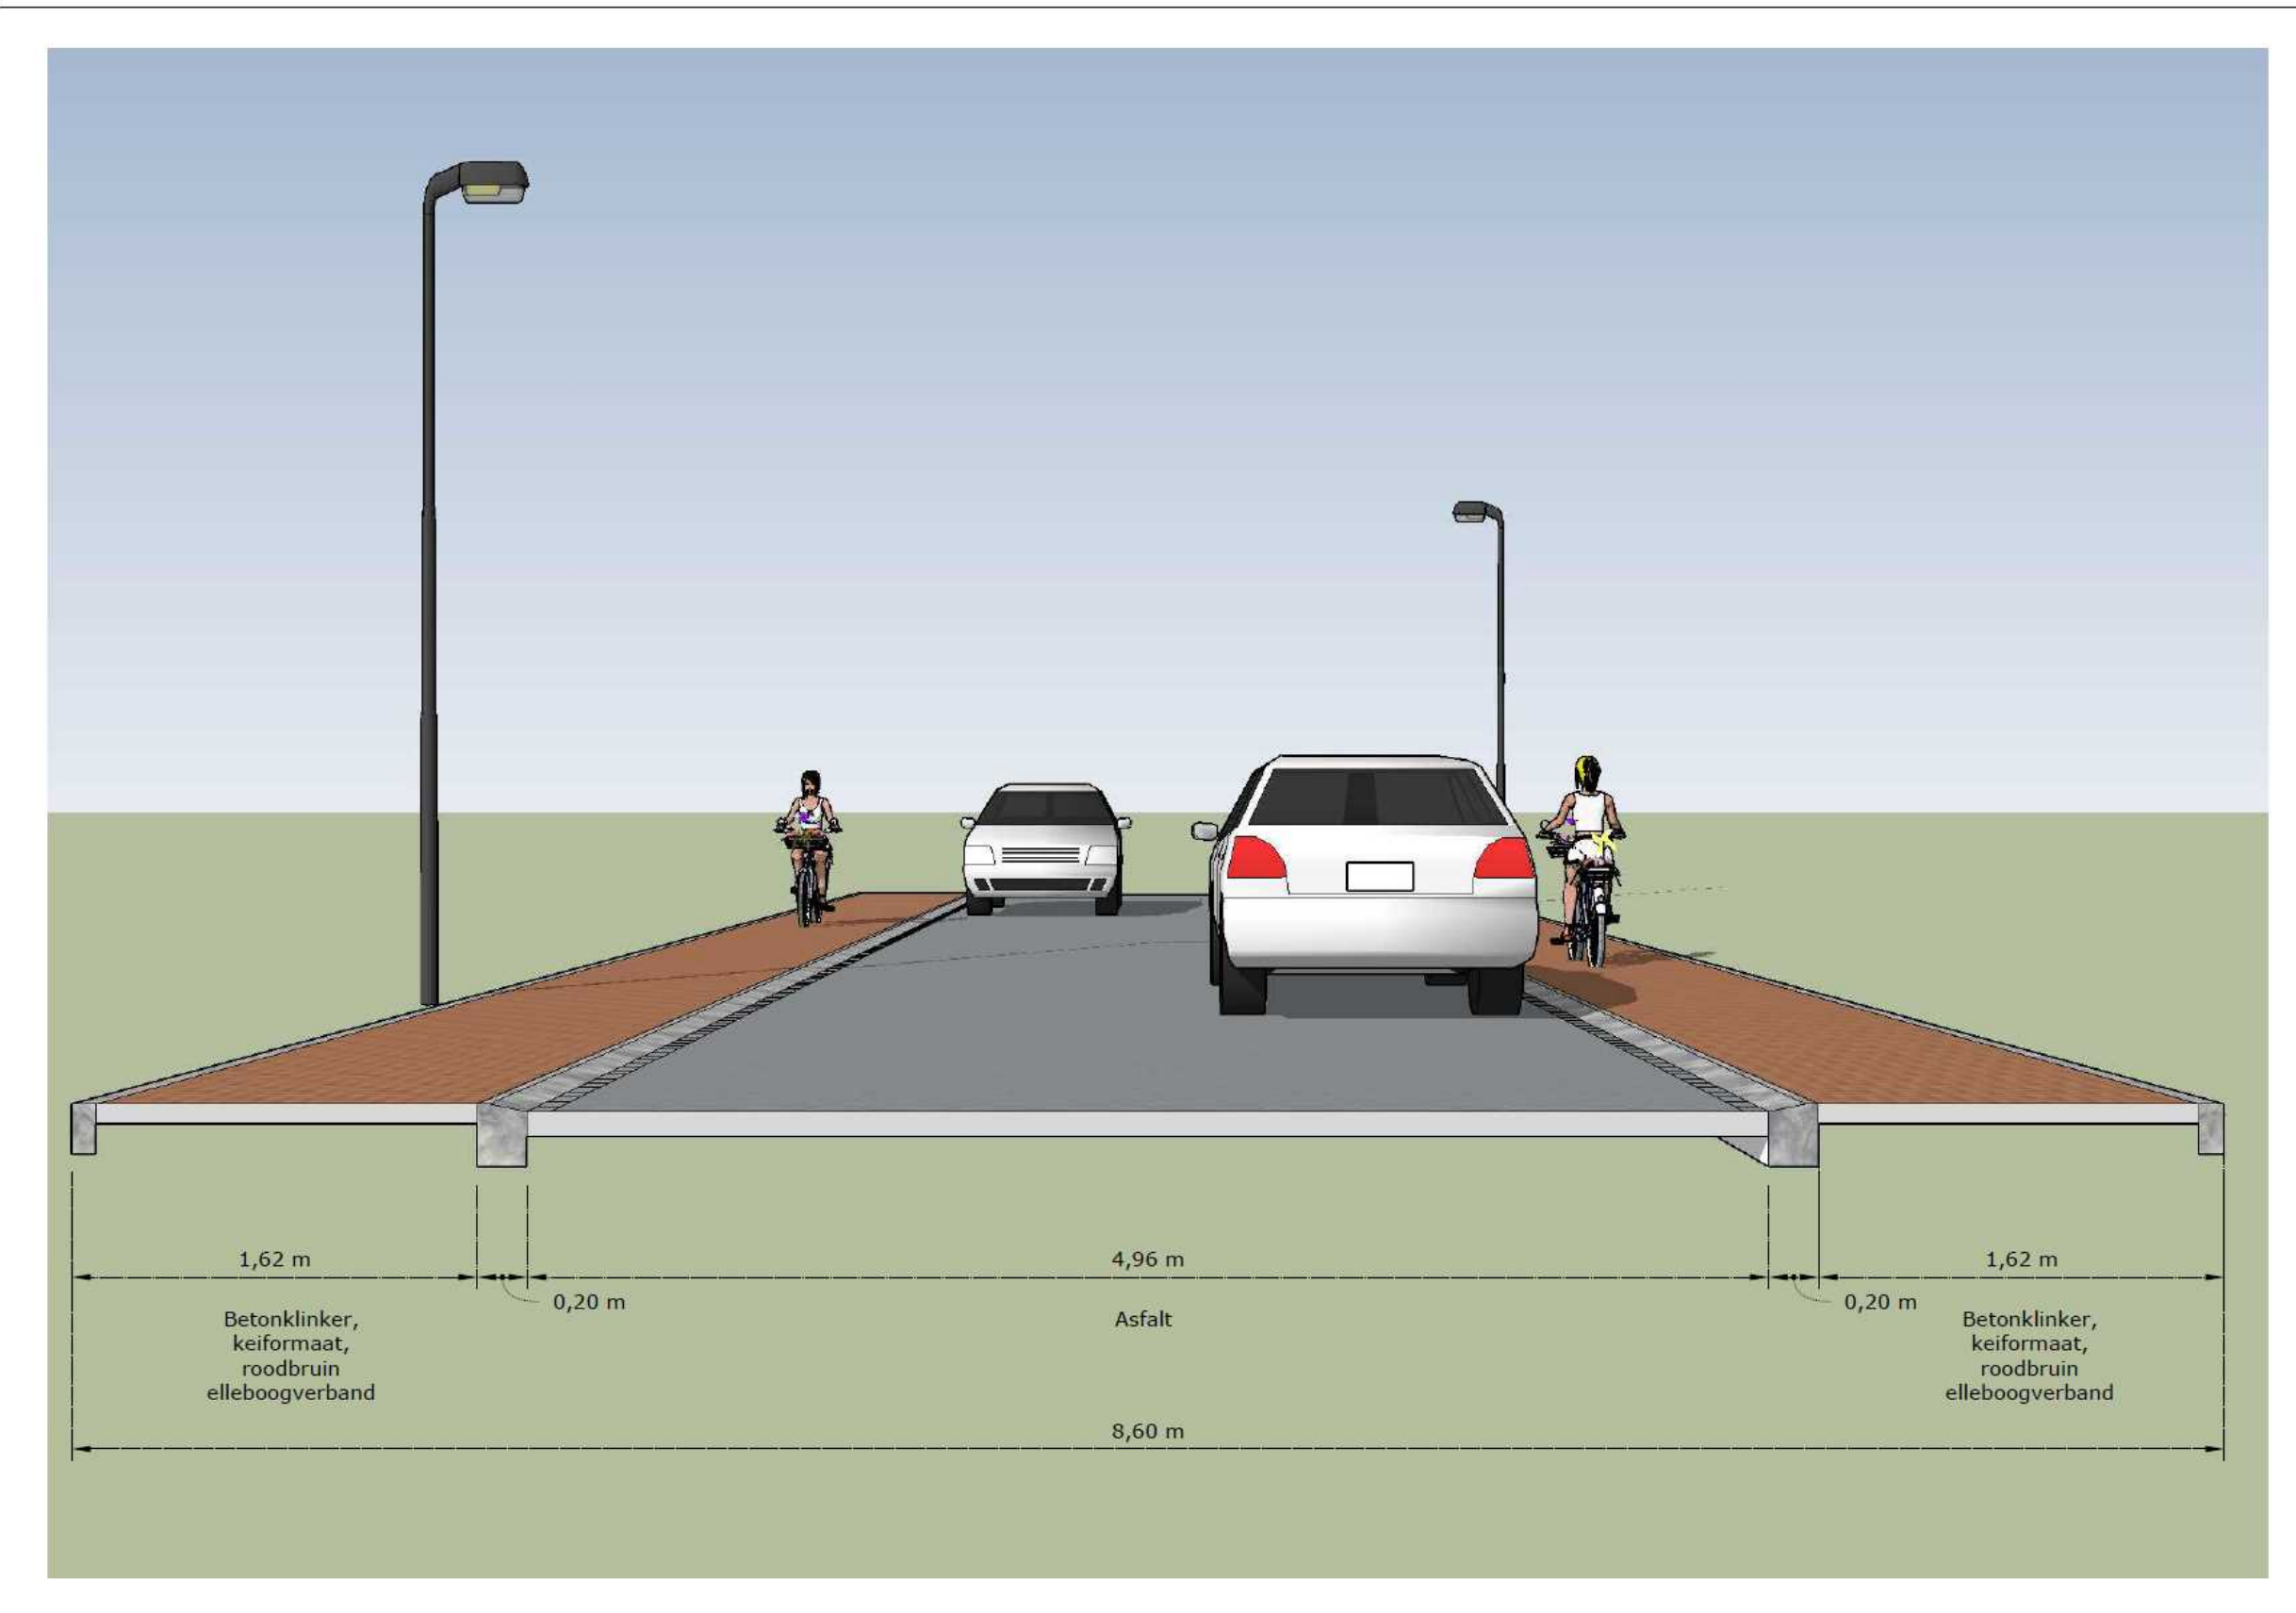 1,62 m
4,96 m
1,62 m
0,20 m
0,20 m
Betonklinker,
keiformaat,
roodbruin
elleboogverband
Asfalt
Betonklinker,
keiformaat,
roodbruin
elleboogverband
8,60 m